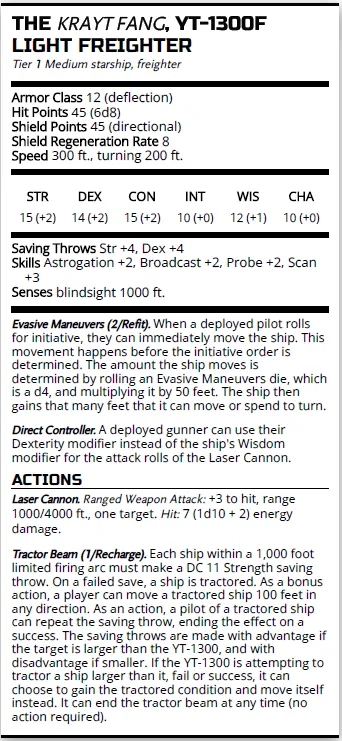 THE KRAYT FANG, YT-1300F
LIGHT FREIGHTER
Tier 1 Medium starship, freighter
Armor Class 12 (deflection)
Hit Points 45 (6d8)
Shield Points 45 (directional)
Shield Regeneration Rate 8
Speed 300 ft., turning 200 ft.
STR DEX CON INT WIS CHA
15 (+2) 14 (+2) 15 (+2) 10 (+0) 12 (+1) 10 (+0)
Saving Throws Str +4, Dex +4
Skills Astrogation +2, Broadcast +2, Probe +2, Scan
+3
Senses blindsight 1000 ft.
Evasive Maneuvers (2/Refit). When a deployed pilot rolls
for initiative, they can immediately move the ship. This
movement happens before the initiative order is
determined. The amount the ship moves is
determined by rolling an Evasive Maneuvers die, which
is a d4, and multiplying it by 50 feet. The ship then
gains that many feet that it can move or spend to turn.
Direct Controller. A deployed gunner can use their
Dexterity modifier instead of the ship's Wisdom
modifier for the attack rolls of the Laser Cannon.
ACTIONS
Laser Cannon. Ranged Weapon Attack: +3 to hit, range
1000/4000 ft., one target. Hit: 7 (1d10 + 2) energy
damage.
Tractor Beam (1/Recharge). Each ship within a 1,000 foot
limited firing arc must make a DC 11 Strength saving
throw. On a failed save, a ship is tractored. As a bonus
action, a player can move a tractored ship 100 feet in
any direction. As an action, a pilot of a tractored ship
can repeat the saving throw, ending the effect on a
success. The saving throws are made with advantage if
the target is larger than the YT-1300, and with
disadvantage if smaller. If the YT-1300 is attempting to
tractor a ship larger than it, fail or success, it can
choose to gain the tractored condition and move itself
instead. It can end the tractor beam at any time (no
action required).